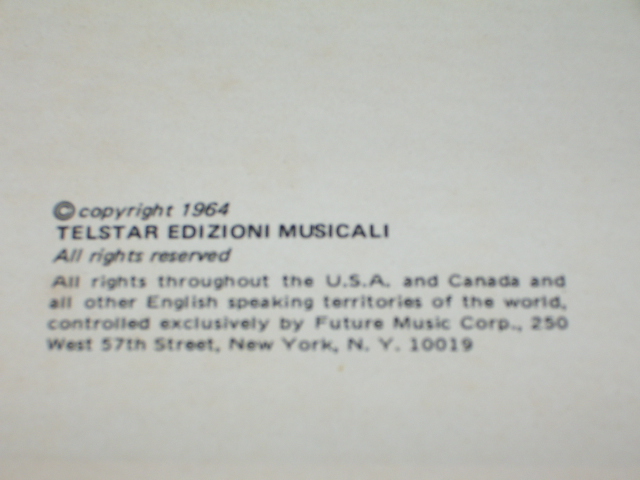 © copyright 1964
TELSTAR EDIZIONI MUSICALI
All rights reserved
All rights throughout the U.S.A. and Canada and
all other English speaking territories of the world,
controlled exclusively by Future Music Corp., 250
West 57th Street, New York, N. Y. 10019